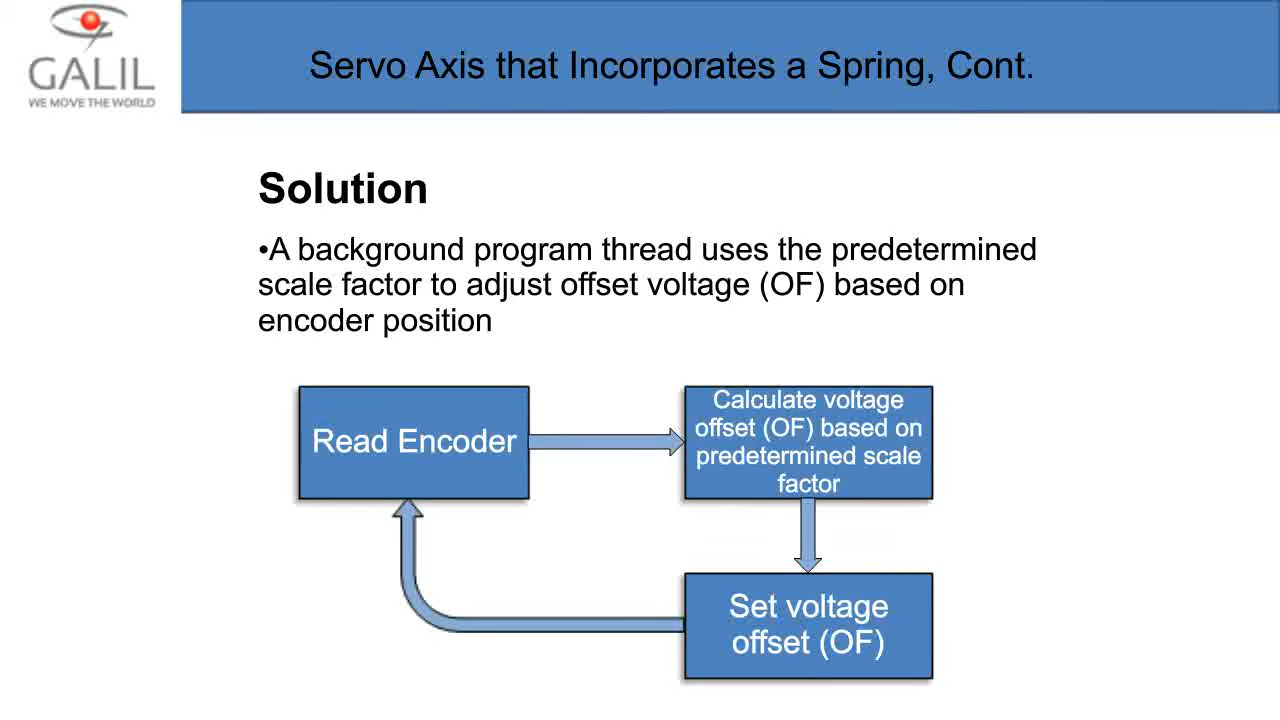 GALIL
WE MOVE THE WORLD
Servo Axis that Incorporates a Spring, Cont.
Solution
•A background program thread uses the predetermined
scale factor to adjust offset voltage (OF) based on
encoder position
Read Encoder
Calculate voltage
offset (OF) based on
predetermined scale
factor
Set voltage
offset (OF)